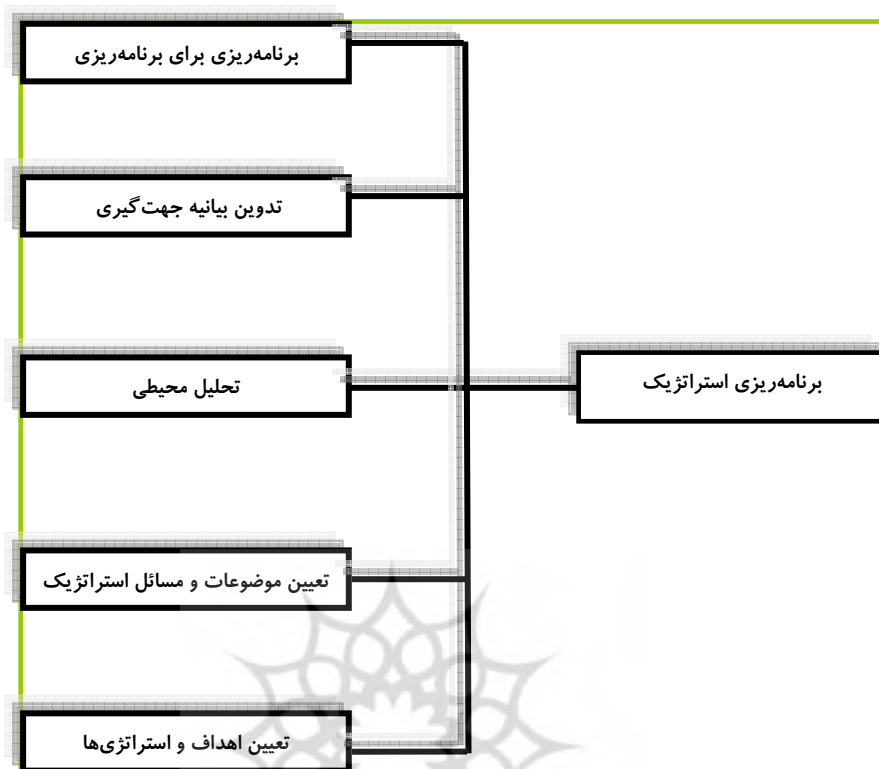 برنامه‌ریزی برای برنامه‌ریزی
تدوین بیانیه جهت‌گیری
برنامه‌ریزی استراتژیک
تحلیل محیطی
تعیین موضوعات و مسائل استراتژیک
تعیین اهداف و استراتژی‌ها